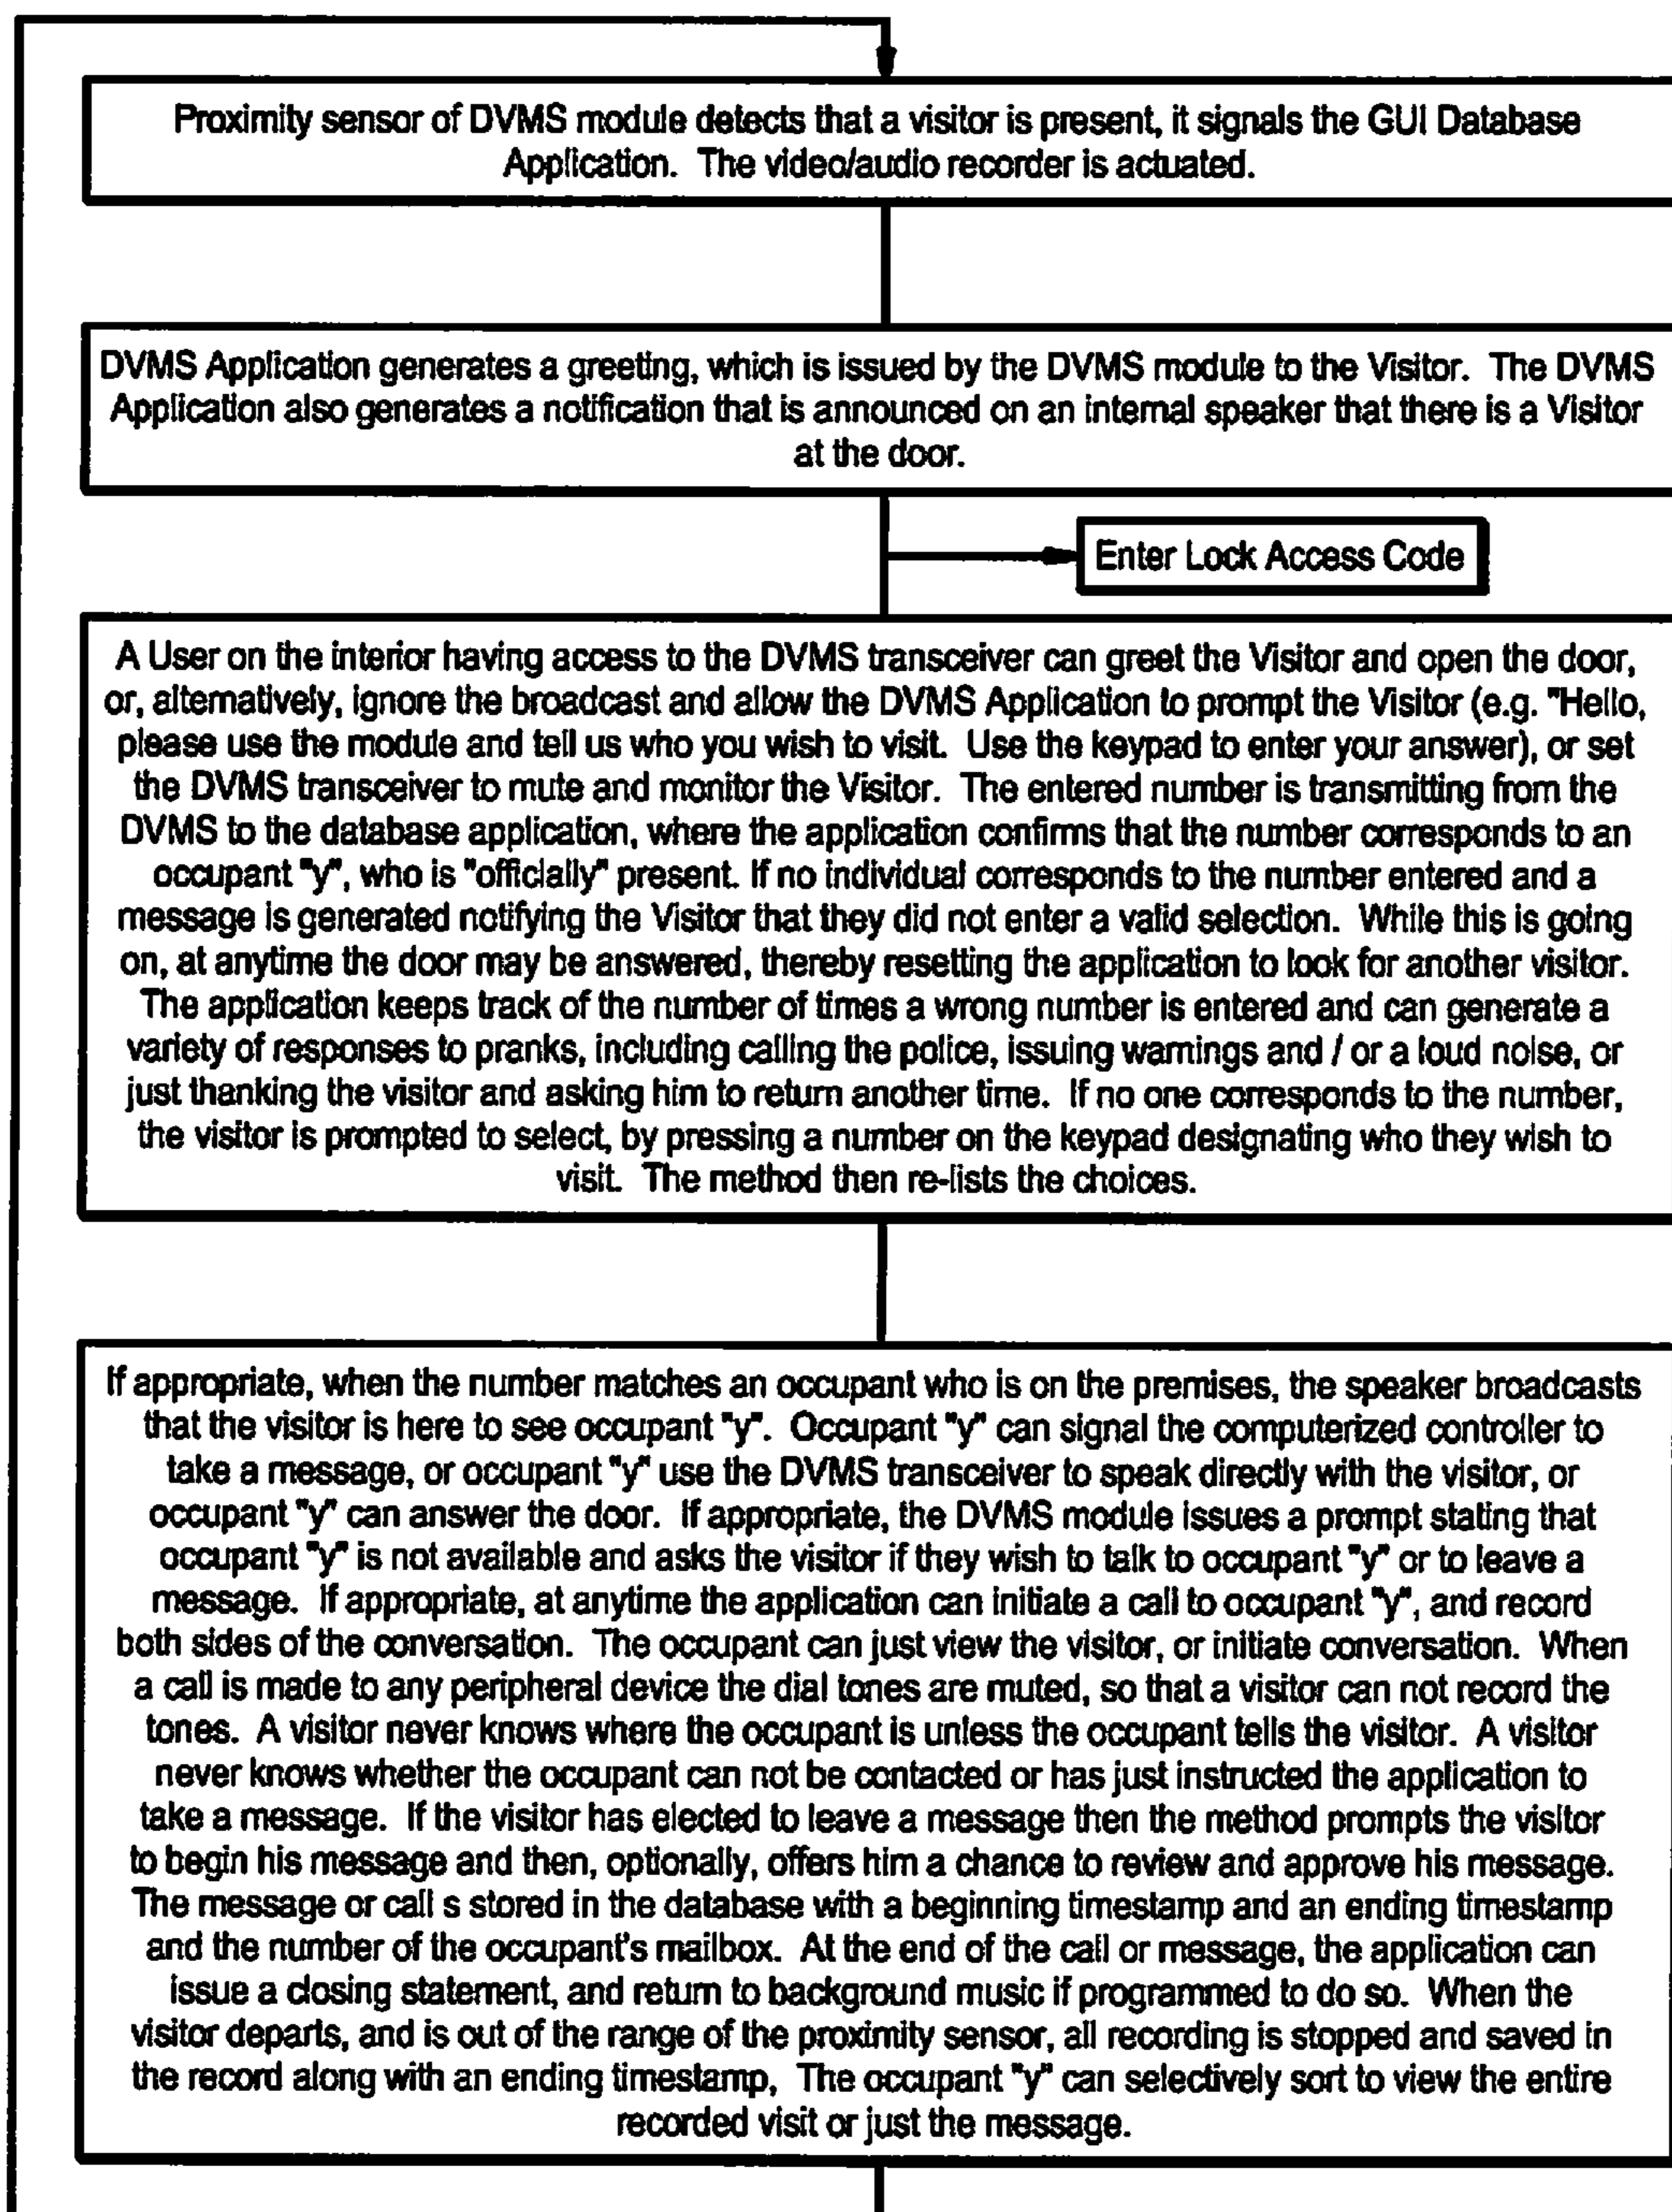 Proximity sensor of DVMS module detects that a visitor is present, it signals the GUI Database
Application. The video/audio recorder is actuated.
DVMS Application generates a greeting, which is issued by the DVMS module to the Visitor. The DVMS
Application also generates a notification that is announced on an internal speaker that there is a Visitor
at the door.
Enter Lock Access Code
A User on the interior having access to the DVMS transceiver can greet the Visitor and open the door,
or, alternatively, ignore the broadcast and allow the DVMS Application to prompt the Visitor (e.g. "Hello,
please use the module and tell us who you wish to visit. Use the keypad to enter your answer), or set
the DVMS transceiver to mute and monitor the Visitor. The entered number is transmitting from the
DVMS to the database application, where the application confirms that the number corresponds to an
occupant "y", who is "officially" present. If no individual corresponds to the number entered and a
message is generated notifying the Visitor that they did not enter a valid selection. While this is going
on, at anytime the door may be answered, thereby resetting the application to look for another visitor.
The application keeps track of the number of times a wrong number is entered and can generate a
variety of responses to pranks, including calling the police, issuing warnings and / or a loud noise, or
just thanking the visitor and asking him to return another time. If no one corresponds to the number,
the visitor is prompted to select, by pressing a number on the keypad designating who they wish to
visit. The method then re-lists the choices.
If appropriate, when the number matches an occupant who is on the premises, the speaker broadcasts
that the visitor is here to see occupant "y". Occupant "y" can signal the computerized controller to
take a message, or occupant "y" use the DVMS transceiver to speak directly with the visitor, or
occupant "y" can answer the door. If appropriate, the DVMS module issues a prompt stating that
occupant "y" is not available and asks the visitor if they wish to talk to occupant "y" or to leave a
message. If appropriate, at anytime the application can initiate a call to occupant "y", and record
both sides of the conversation. The occupant can just view the visitor, or initiate conversation. When
a call is made to any peripheral device the dial tones are muted, so that a visitor can not record the
tones. A visitor never knows where the occupant is unless the occupant tells the visitor. A visitor
never knows whether the occupant can not be contacted or has just instructed the application to
take a message. If the visitor has elected to leave a message then the method prompts the visitor
to begin his message and then, optionally, offers him a chance to review and approve his message.
The message or call s stored in the database with a beginning timestamp and an ending timestamp
and the number of the occupant's mailbox. At the end of the call or message, the application can
issue a closing statement, and return to background music if programmed to do so. When the
visitor departs, and is out of the range of the proximity sensor, all recording is stopped and saved in
the record along with an ending timestamp, The occupant "y" can selectively sort to view the entire
recorded visit or just the message.